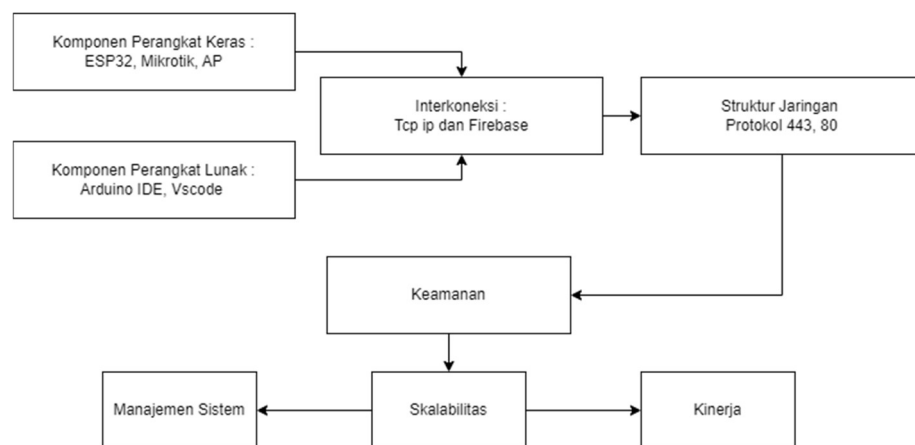 Komponen Perangkat Keras :
ESP32, Mikrotik, AP
Interkoneksi :
Tcp ip dan Firebase
Struktur Jaringan
Protokol 443, 80
Komponen Perangkat Lunak :
Arduino IDE, Vscode
Keamanan
Manajemen Sistem
Skalabilitas
Kinerja